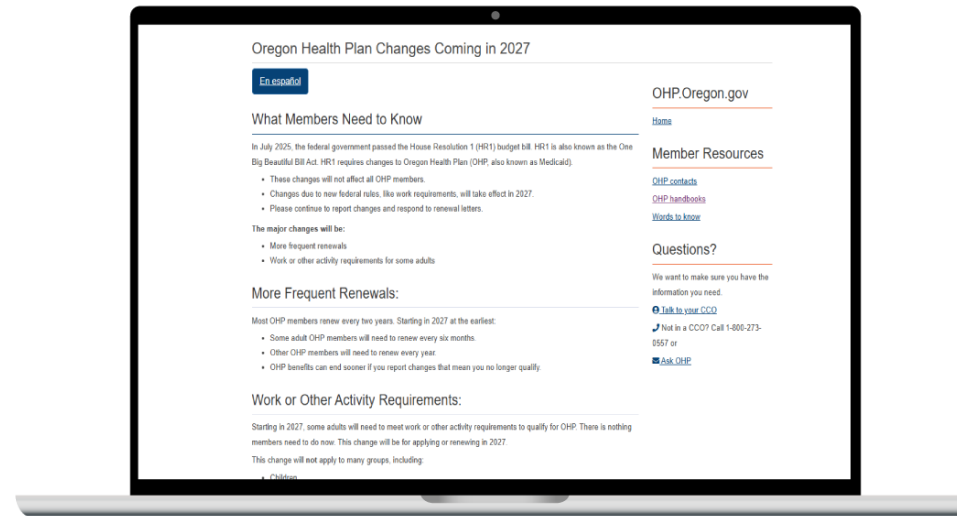 Oregon Health Plan Changes Coming in 2027
En español
What Members Need to Know
In July 2025, the federal government passed the House Resolution 1 (HR1) budget bill. HR1 is also known as the One
Big Beautiful Bill Act. HR1 requires changes to Oregon Health Plan (OHP, also known as Medicaid).
These changes will not affect all OHP members.
Changes due to new federal rules, like work requirements, will take effect in 2027.
Please continue to report changes and respond to renewal letters.
The major changes will be:
More frequent renewals
Work or other activity requirements for some adults
More Frequent Renewals:
Most OHP members renew every two years. Starting in 2027 at the earliest:
Some adult OHP members will need to renew every six months.
Other OHP members will need to renew every year.
OHP benefits can end sooner if you report changes that mean you no longer qualify.
Work or Other Activity Requirements:
Starting in 2027, some adults will need to meet work or other activity requirements to qualify for OHP. There is nothing
members need to do now. This change will be for applying or renewing in 2027.
This change will not apply to many groups, including:
Children
OHP.Oregon.gov
Home
Member Resources
OHP contacts
OHP handbooks
Words to know
Questions?
We want to make sure you have the
information you need.
Talk to your CCO
Not in a CCO? Call 1-800-273-
0557 or
Ask OHP